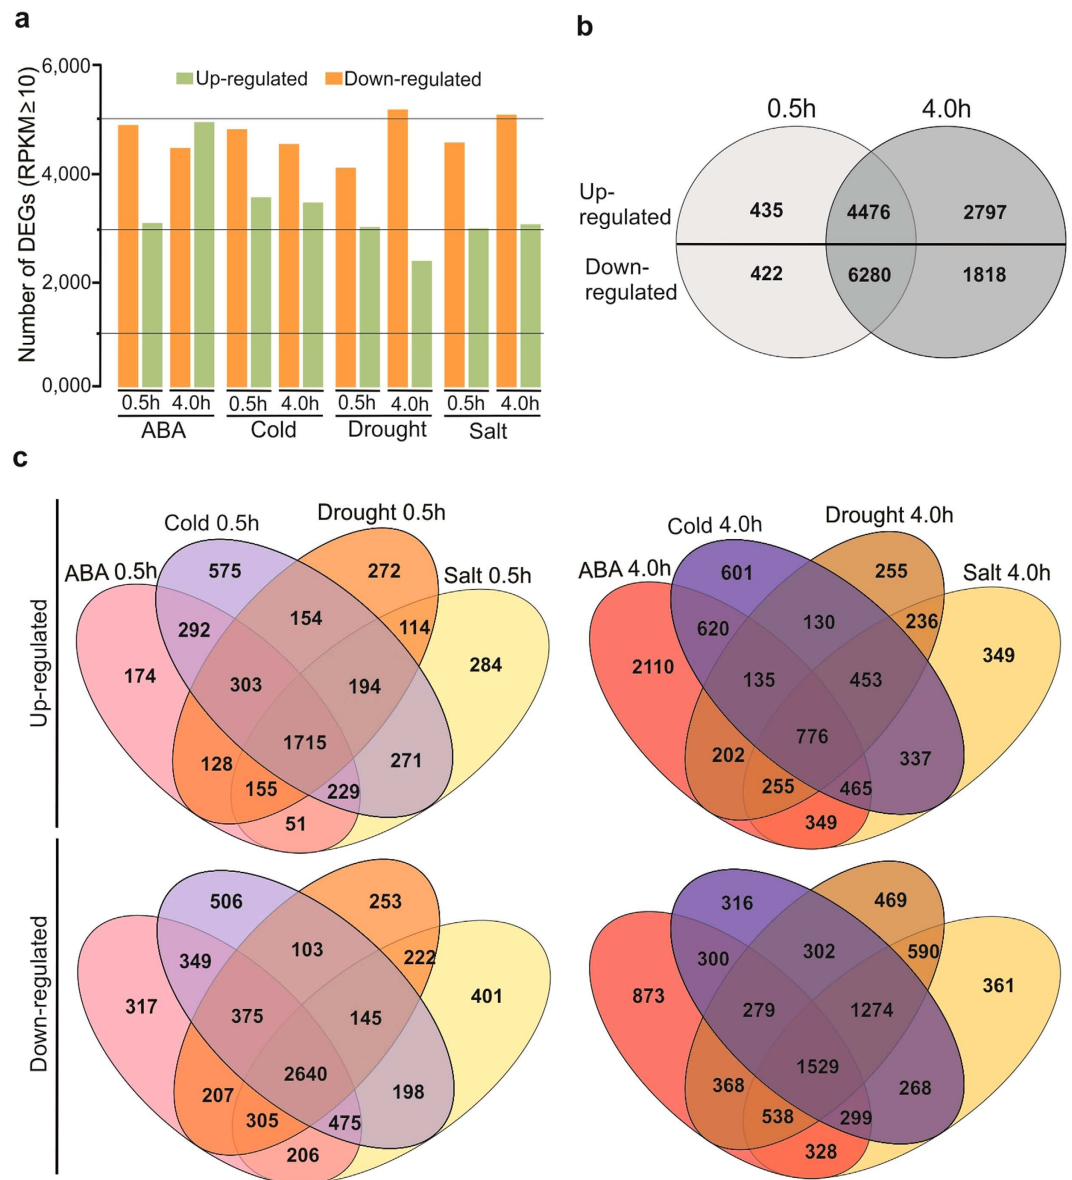 a
Number of DEGs (RPKM≥10)
6,000
4,000
2,000
0,000
Up-regulated
Down-regulated
0.5h
4.0h
0.5h
4.0h
0.5h
4.0h
0.5h
4.0h
ABA
Cold
Drought
Salt
b
0.5h
4.0h
Up-
regulated
435
4476
2797
Down-
regulated
422
6280
1818
c
Up-regulated
ABA 0.5h
Cold 0.5h
Drought 0.5h
Salt 0.5h
575
272
292
154
114
174
303
194
284
1715
128
155
229
271
51
ABA 4.0h
Cold 4.0h
Drought 4.0h
Salt 4.0h
601
255
620
130
236
2110
135
453
349
776
202
255
465
337
349
Down-regulated
506
253
349
103
222
317
375
145
401
2640
207
305
475
198
206
316
469
300
302
590
873
279
1274
361
1529
368
538
299
268
328